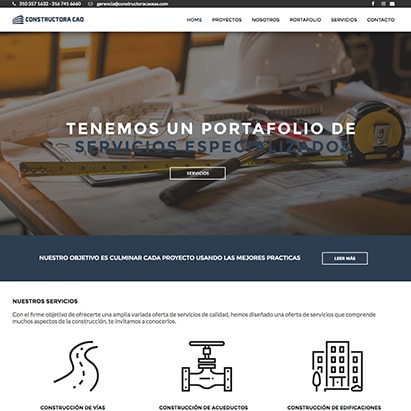 310 257 1632 - 316 741 6660 gerencia@constructoracaosas.com
CONSTRUCTORA CAO
HOME PROYECTOS NOSOTROS PORTAFOLIO SERVICIOS CONTACTO
TENEMOS UN PORTAFOLIO DE
SERVICIOS ESPECIALIZADOS
SERVICIOS
NUESTRO OBJETIVO ES CULMINAR CADA PROYECTO USANDO LAS MEJORES PRACTICAS
LEER MÁS
NUESTROS SERVICIOS
Con el firme objetivo de ofrecerte una amplia variada oferta de servicios de calidad, hemos diseñado una oferta de servicios que comprende
muchos aspectos de la construcción, te invitamos a conocerlos.
CONSTRUCCIÓN DE VÍAS
CONSTRUCCIÓN DE ACUEDUCTOS
CONSTRUCCIÓN DE EDIFICACIONES